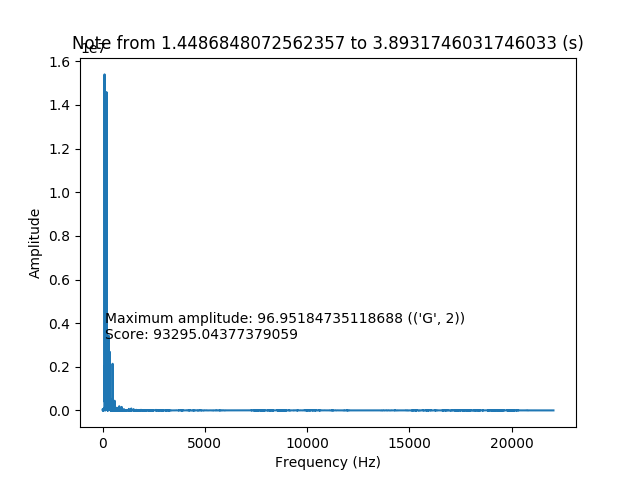 Note from 1.4486848072562357 to 3.8931746031746033 (s)
1e7
1.6
1.4
1.2
1.0
0.8
0.6
0.4
0.2
0.0
Amplitude
Maximum amplitude: 96.95184735118688 (('G', 2))
Score: 93295.04377379059
0 5000 10000 15000 20000
Frequency (Hz)